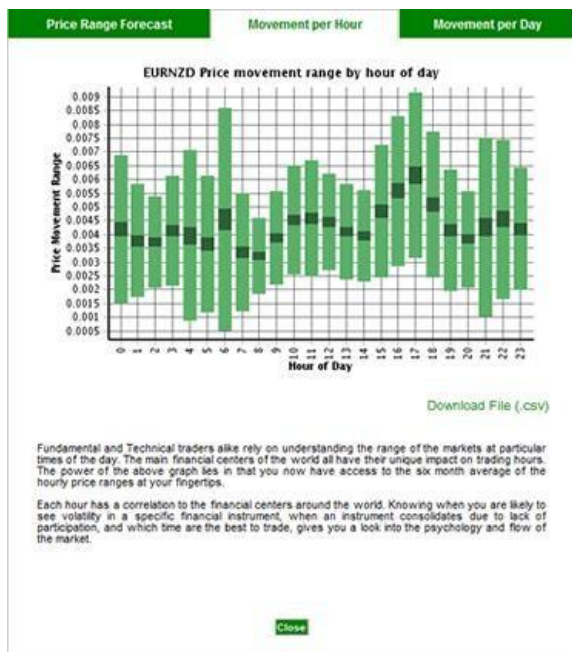 Price Range Forecast
Movement per Hour
Movement per Day
EURNZD Price movement range by hour of day
Price Movement Range
0.009
0.0085
0.008
0.0075
0.007
0.0065
0.006
0.0055
0.005
0.0045
0.004
0.0035
0.003
0.0025
0.002
0.0015
0.001
0.0005
0 1 2 3 4 5 6 7 8 9 10 11 12 13 14 15 16 17 18 19 20 21 22 23
Hour of Day
Download File (.csv)
Fundamental and Technical traders alike rely on understanding the range of the markets at particular
times of the day. The main financial centers of the world all have their unique impact on trading hours.
The power of the above graph lies in that you now have access to the six month average of the
hourly price ranges at your fingertips.
Each hour has a correlation to the financial centers around the world. Knowing when you are likely to
see volatility in a specific financial instrument, when an instrument consolidates due to lack of
participation, and which time are the best to trade, gives you a look into the psychology and flow of
the market.
Close